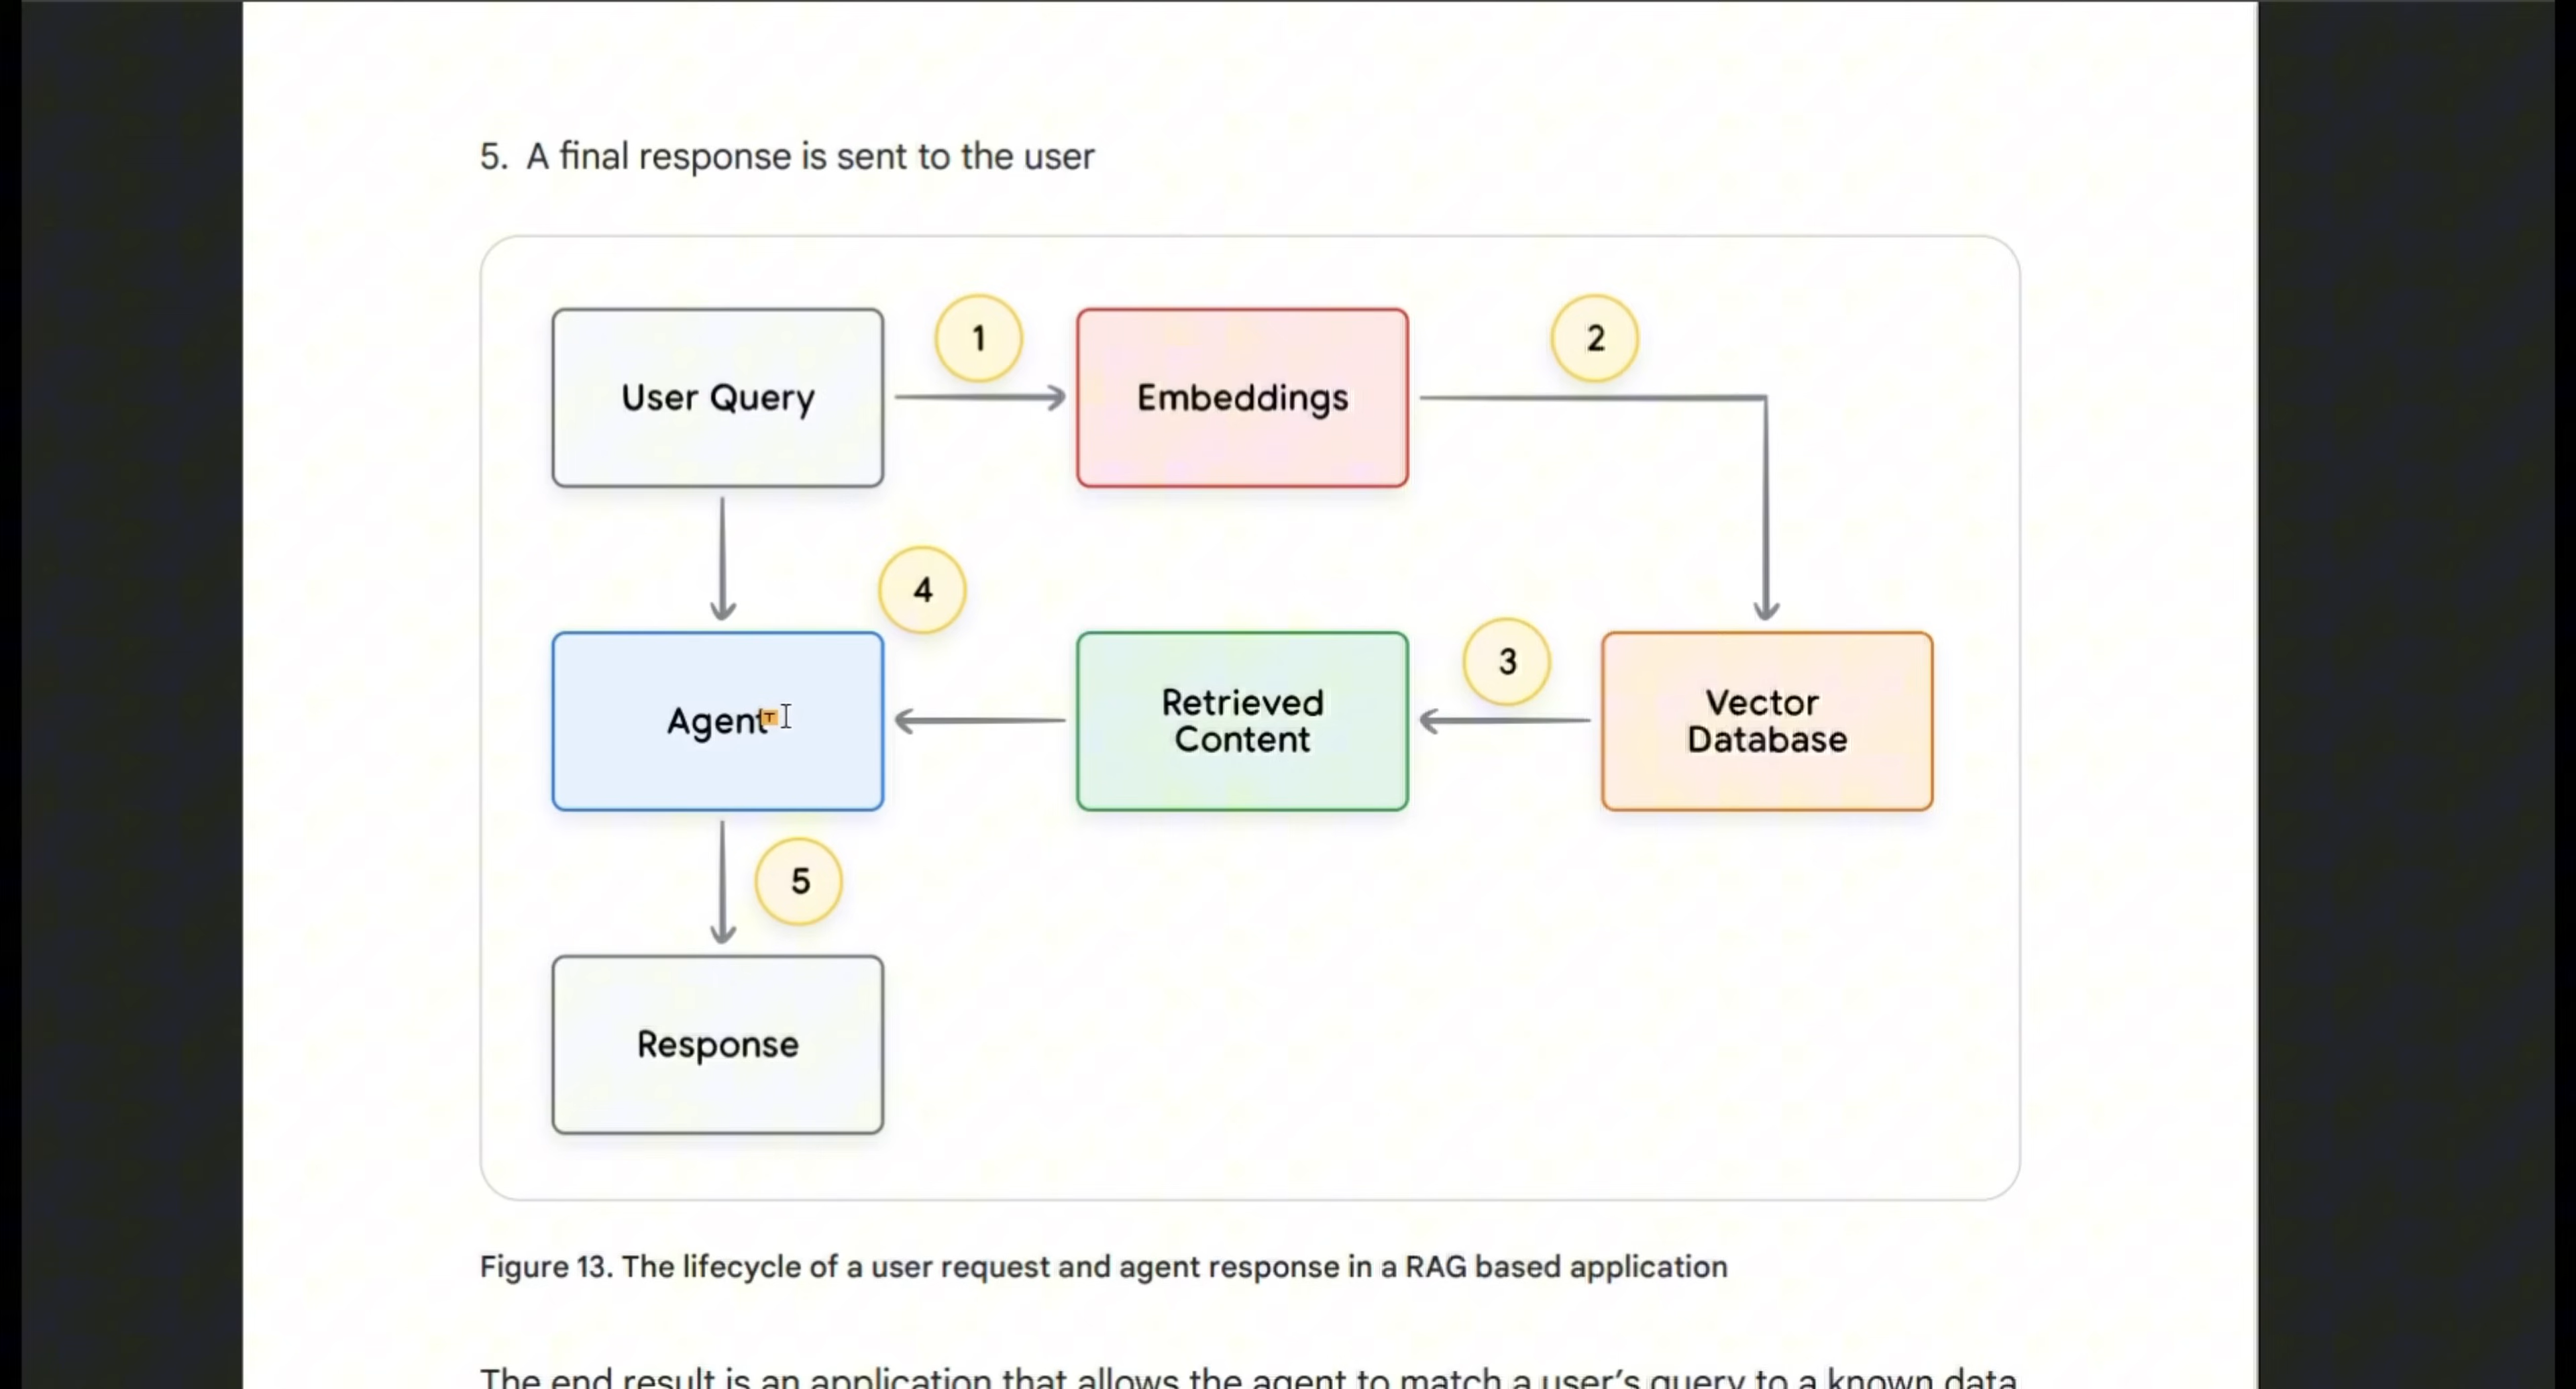 5. A final response is sent to the user
User Query
1
Embeddings
2
4
Agent
Retrieved
Content
3
Vector
Database
5
Response
Figure 13. The lifecycle of a user request and agent response in a RAG based application
The end result is an application that allows the agent to match a user's query to a known data